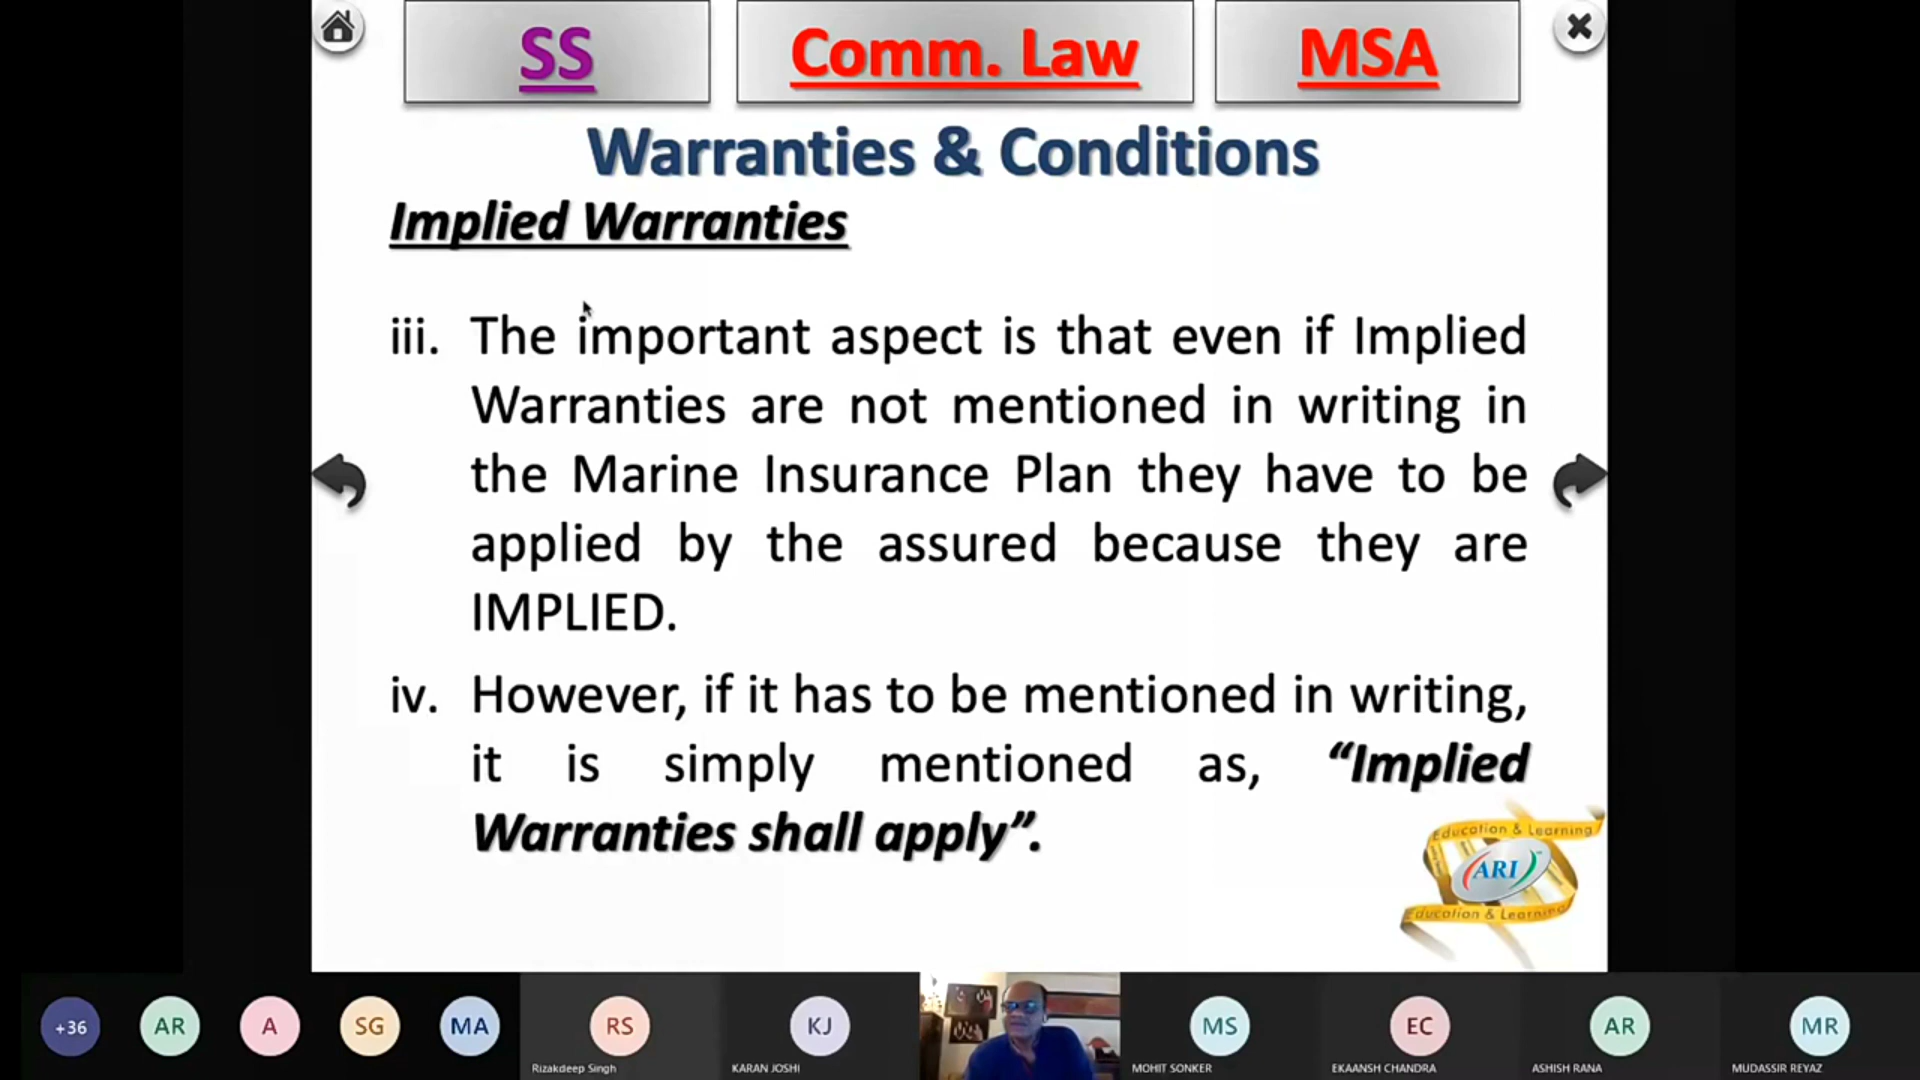 SS
Comm. Law
MSA
Warranties & Conditions
Implied Warranties
iii. The important aspect is that even if Implied
Warranties are not mentioned in writing in
the Marine Insurance Plan they have to be
applied by the assured because they are
IMPLIED.
iv. However, if it has to be mentioned in writing,
it is simply mentioned as, “Implied
Warranties shall apply”.
Education & Learning
ARI
Education & Learning
+36
AR
A
SG
MA
RS
KJ
MS
EC
AR
MR
Rizakdeep Singh
KARAN JOSHI
MOHIT SONKER
EKAANSH CHANDRA
ASHISH RANA
MUDASSIR REYAZ